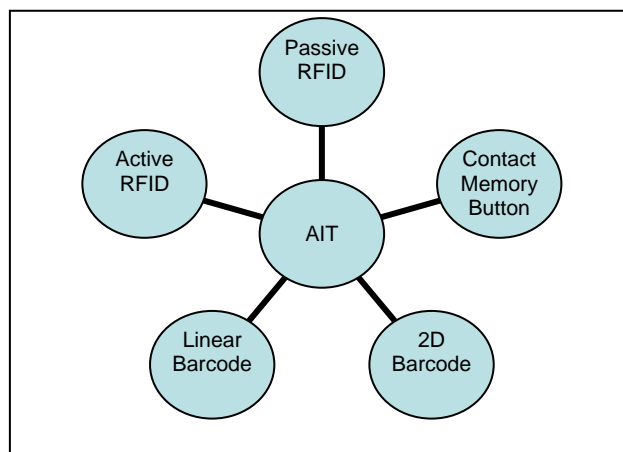 Passive
RFID
Active
RFID
Contact
Memory
Button
AIT
Linear
Barcode
2D
Barcode